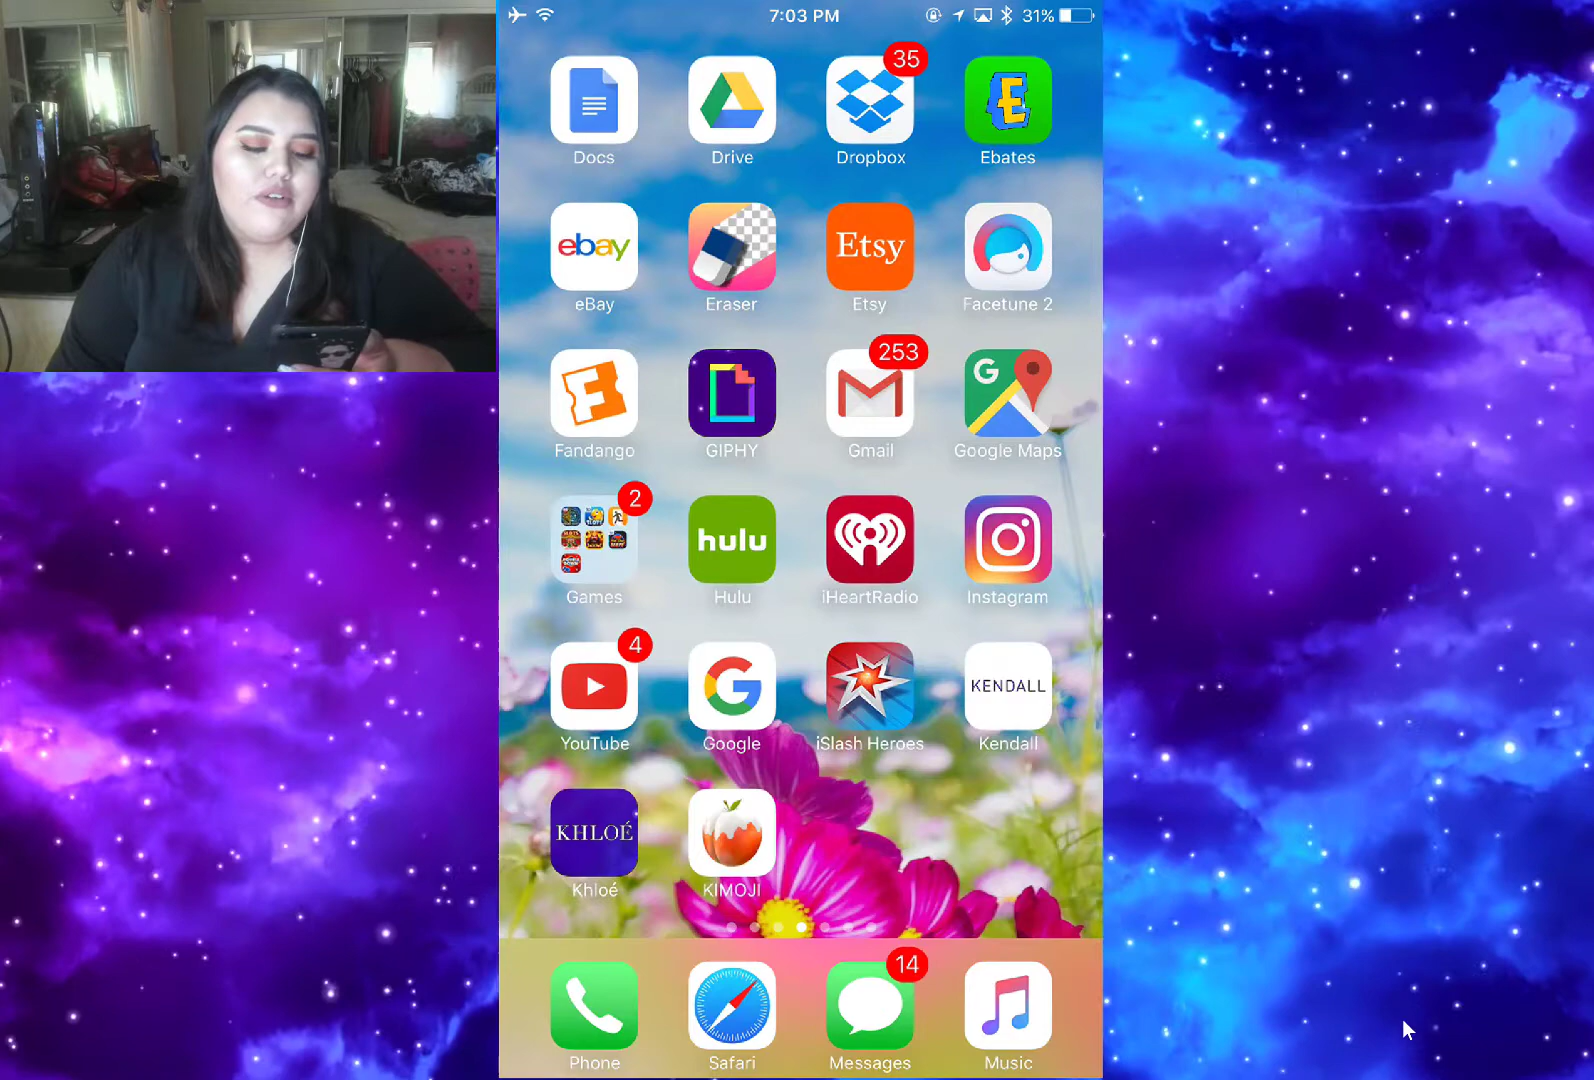 7:03 PM 31%
35
Docs Drive Dropbox Ebates
ebay Etsy
eBay Eraser Etsy Facetune 2
253
G
Fandango GIPHY Gmail Google Maps
2
hulu
Games Hulu iHeartRadio Instagram
4
KENDALL
YouTube Google iSlash Heroes Kendall
KHLOÉ
Khloé KIMOJI
14
Phone Safari Messages Music